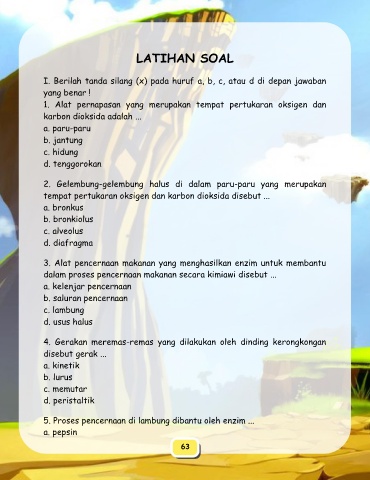 LATIHAN SOAL
I. Berilah tanda silang (x) pada huruf a, b, c, atau d di depan jawaban
yang benar !
1. Alat pernapasan yang merupakan tempat pertukaran oksigen dan
karbon dioksida adalah ...
a. paru-paru
b. jantung
c. hidung
d. tenggorokan
2. Gelembung-gelembung halus di dalam paru-paru yang merupakan
tempat pertukaran oksigen dan karbon dioksida disebut ...
a. bronkus
b. bronkiolus
c. alveolus
d. diafragma
3. Alat pencernaan makanan yang menghasilkan enzim untuk membantu
dalam proses pencernaan makanan secara kimiawi disebut ...
a. kelenjar pencernaan
b. saluran pencernaan
c. lambung
d. usus halus
4. Gerakan meremas-remas yang dilakukan oleh dinding kerongkongan
disebut gerak ...
a. kinetik
b. lurus
c. memutar
d. peristaltik
5. Proses pencernaan di lambung dibantu oleh enzim ...
a. pepsin
63